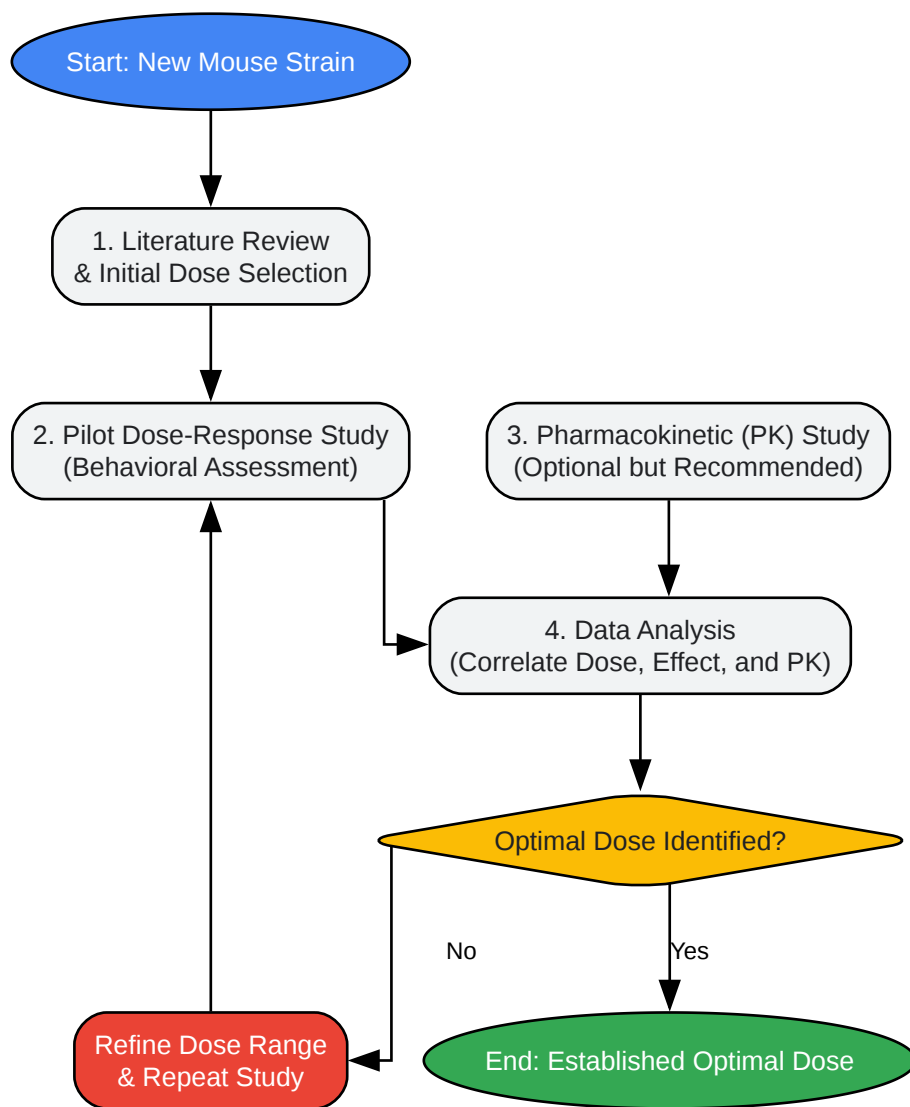 Start: New Mouse Strain
1. Literature Review
& Initial Dose Selection
2. Pilot Dose-Response Study
(Behavioral Assessment)
3. Pharmacokinetic (PK) Study
(Optional but Recommended)
4. Data Analysis
(Correlate Dose, Effect, and PK)
Optimal Dose Identified?
No
Yes
Refine Dose Range
& Repeat Study
End: Established Optimal Dose